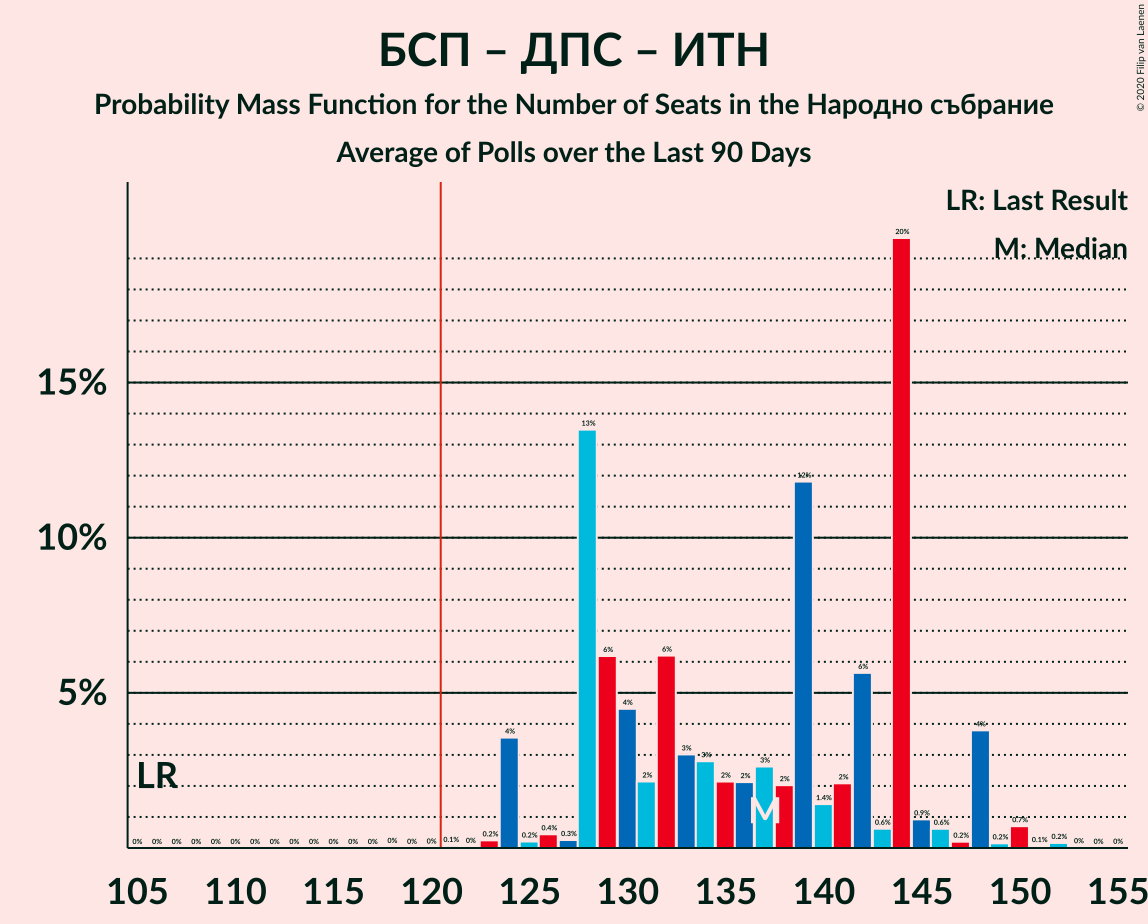 БСП – ДПС – ИТН
Probability Mass Function for the Number of Seats in the Народно събрание
Average of Polls over the Last 90 Days
© 2020 Filip van Laenen
LR: Last Result
M: Median
15%
10%
5%
LR
M
0% 0% 0% 0% 0% 0% 0% 0% 0% 0% 0% 0% 0% 0% 0% 0% 0.1% 0% 0.2% 4% 0.2% 0.4% 0.3% 13% 6% 4% 2% 6% 3% 3% 2% 2% 3% 2% 12% 1.4% 2% 6% 0.6% 20% 0.9% 0.6% 0.2% 4% 0.2% 0.7% 0.1% 0.2% 0% 0% 0%
105 110 115 120 125 130 135 140 145 150 155